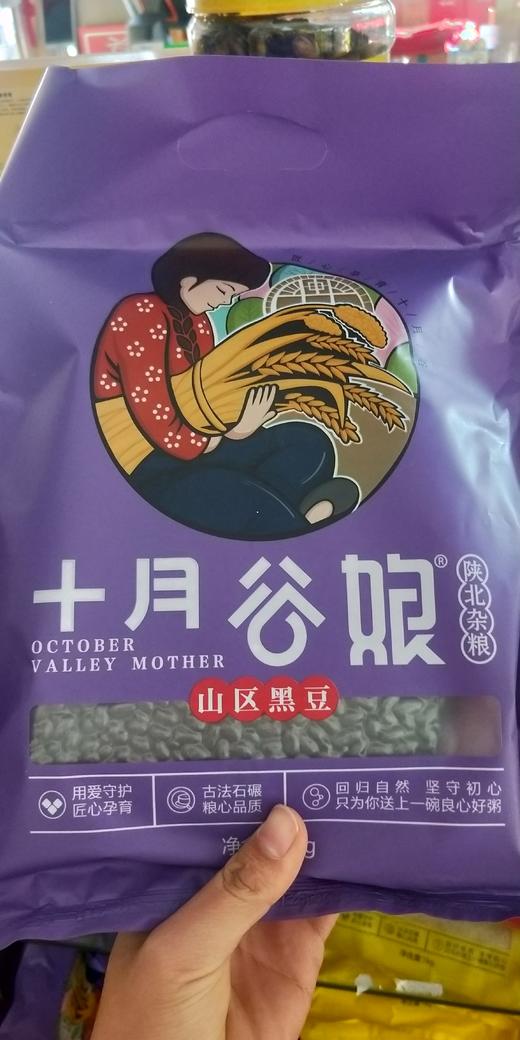 十月谷娘®
陕北杂粮
OCTOBER
VALLEY MOTHER
山区黑豆
用爱守护
匠心孕育
古法石碾
粮心品质
回归自然 坚守初心
只为你送上一碗良心好粥
净
g